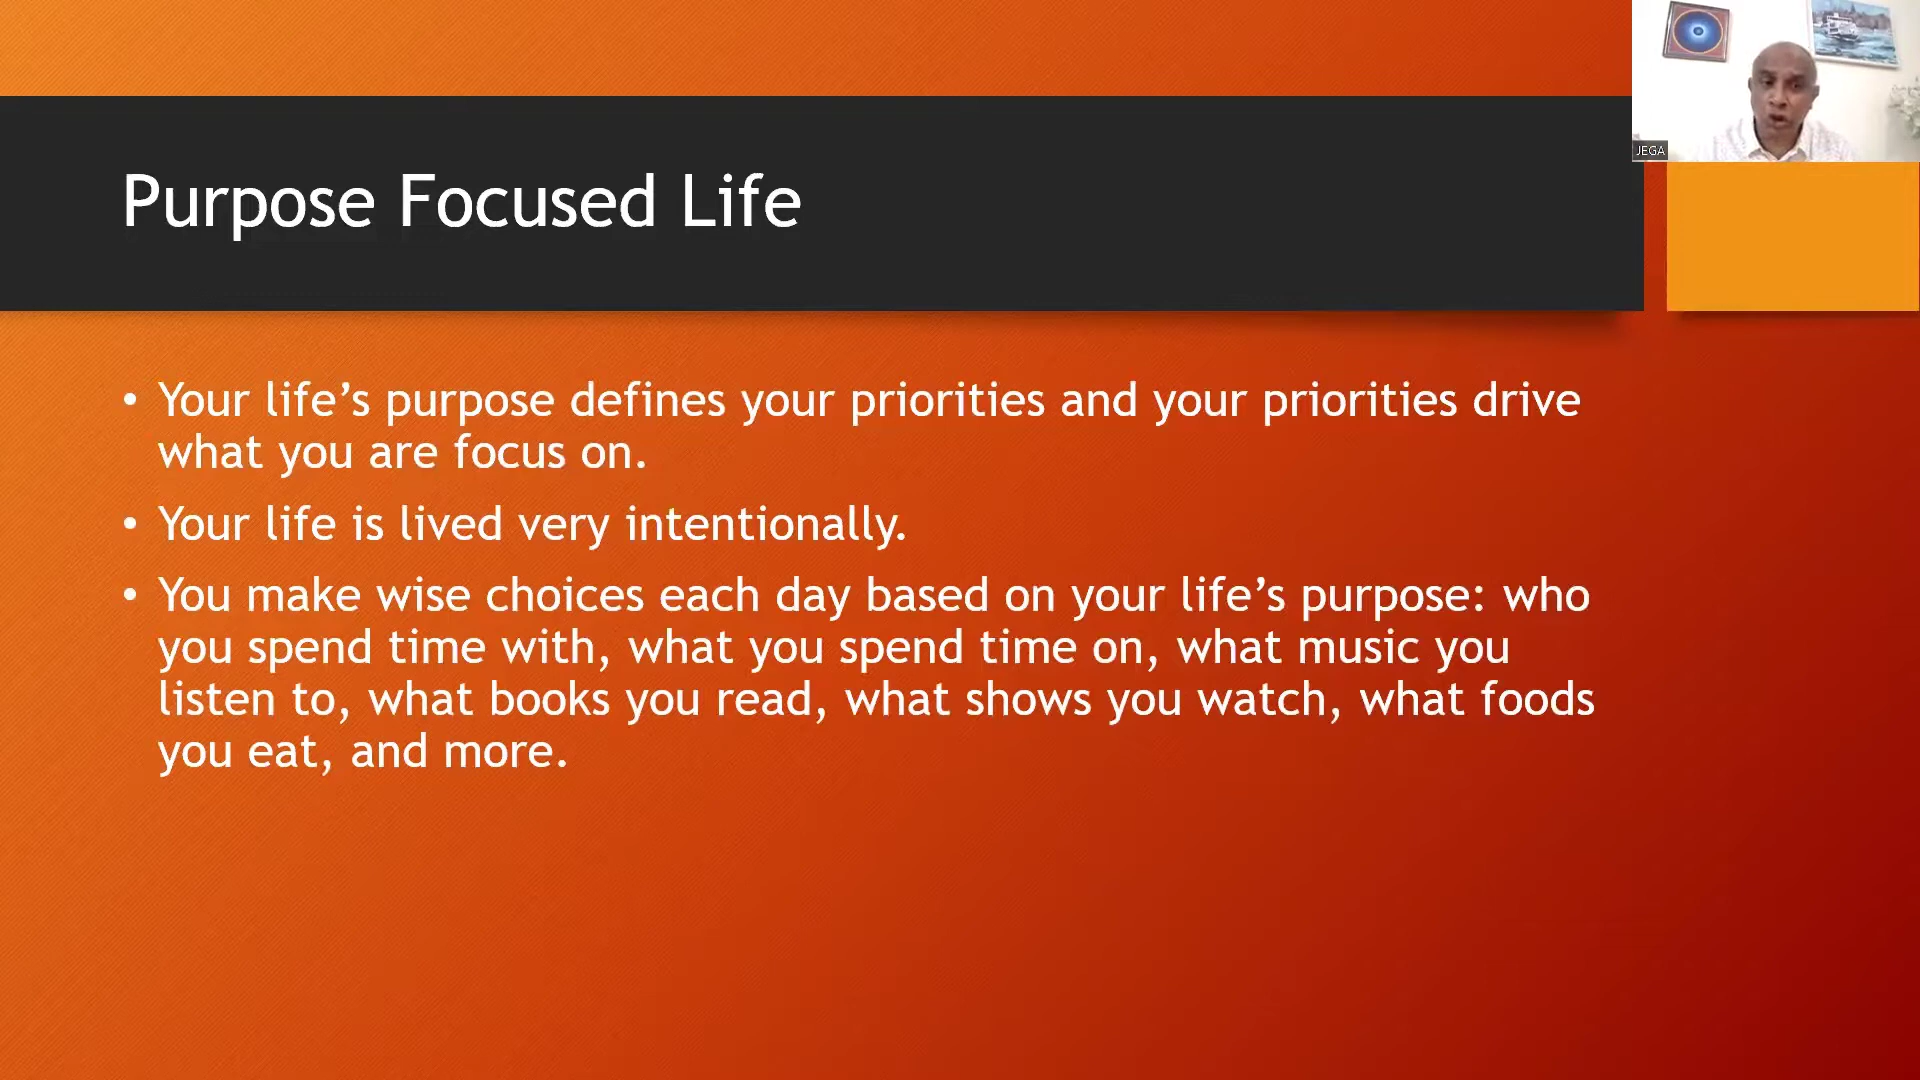 Purpose Focused Life
JEGA
• Your life’s purpose defines your priorities and your priorities drive
what you are focus on.
• Your life is lived very intentionally.
• You make wise choices each day based on your life’s purpose: who
you spend time with, what you spend time on, what music you
listen to, what books you read, what shows you watch, what foods
you eat, and more.